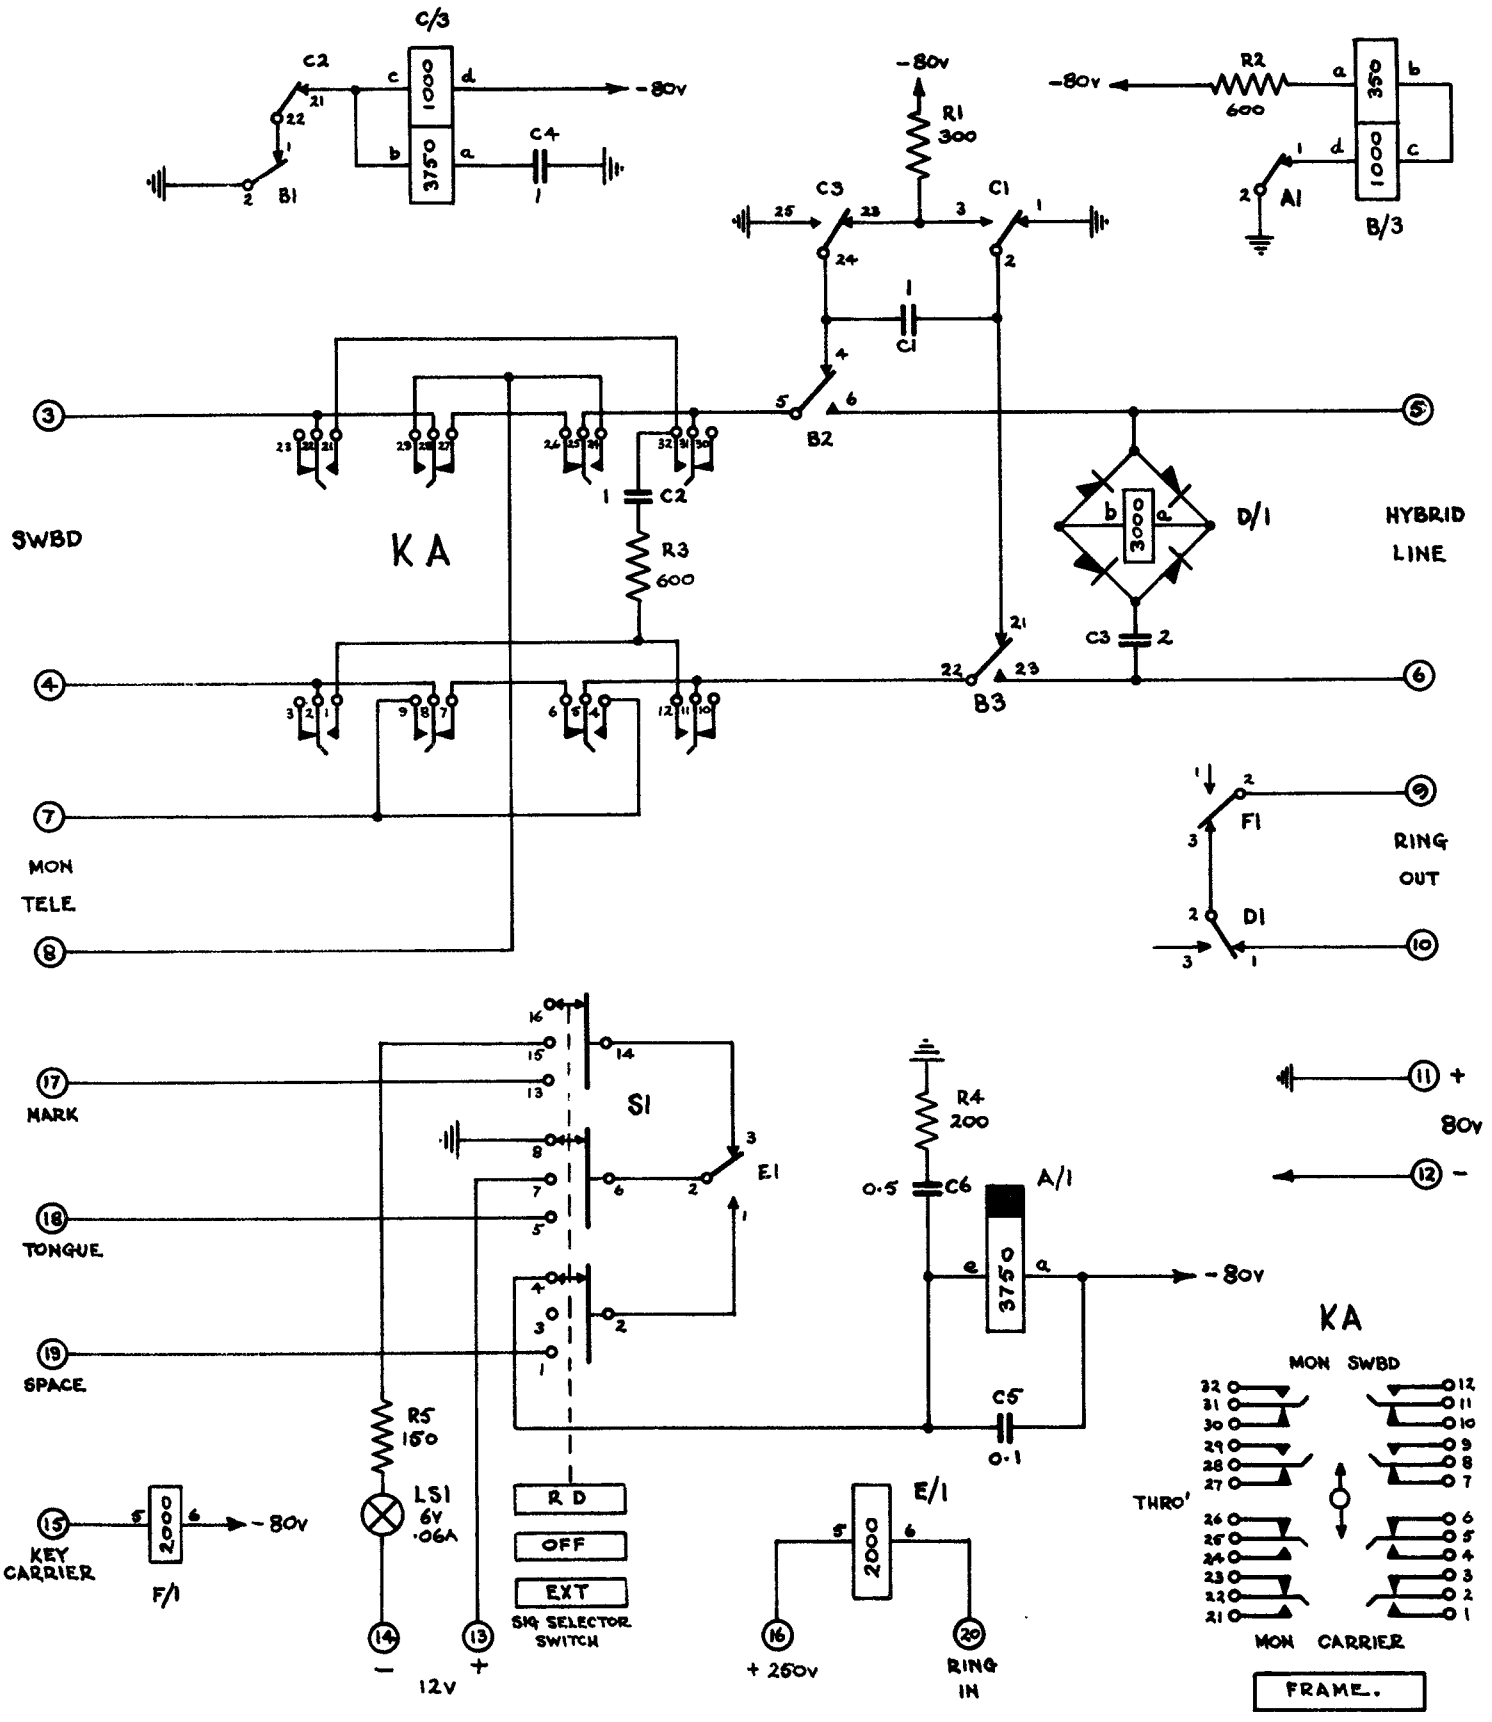 C/3
C2
c
1000
d
-80V
21
22
1
b
3750
a
C4
1
2
B1
-80V
R1
300
C3
C1
25
23
3
1
24
2
1
C1
4
5
6
B2
-80V
R2
600
a
350
b
1
d
1000
c
2
A1
B/3
3
5
23
22
21
29
28
27
26
25
24
32
31
30
1
C2
R3
600
SWBD
KA
b
3000
a
D/1
HYBRID
LINE
C3
2
21
22
23
B3
4
6
3
2
1
9
8
7
6
5
4
12
11
10
7
MON
TELE
8
1
2
9
F1
3
RING
OUT
2
D1
10
3
1
16
15
14
13
17
MARK
S1
8
7
6
5
18
TONGUE
3
2
E1
1
4
3
2
1
19
SPACE
R4
200
0.5
C6
A/1
e
3750
a
-80V
C5
0.1
11
+
80V
12
-
R5
150
LS1
6V
.06A
15
KEY
CARRIER
5
2000
6
-80V
F/1
RD
OFF
EXT
SIG SELECTOR
SWITCH
14
13
-
12V
+
E/1
5
2000
6
16
+ 250V
20
RING
IN
KA
MON SWBD
32
12
31
11
30
10
29
9
28
8
27
7
THRO'
26
6
25
5
24
4
23
3
22
2
21
1
MON CARRIER
FRAME.